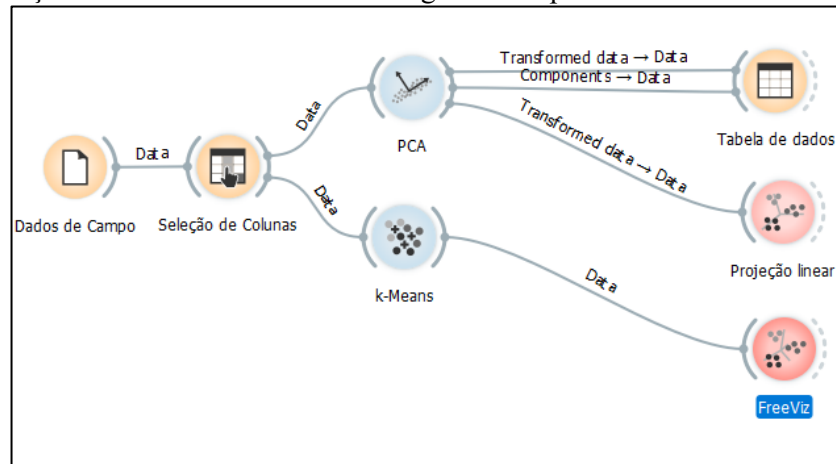 Transformed data → Data
Components → Data
Data
PCA
Transformed data → Data
Tabela de dados
Data
Dados de Campo
Seleção de Colunas
Data
k-Means
Data
Projeção linear
FreeViz